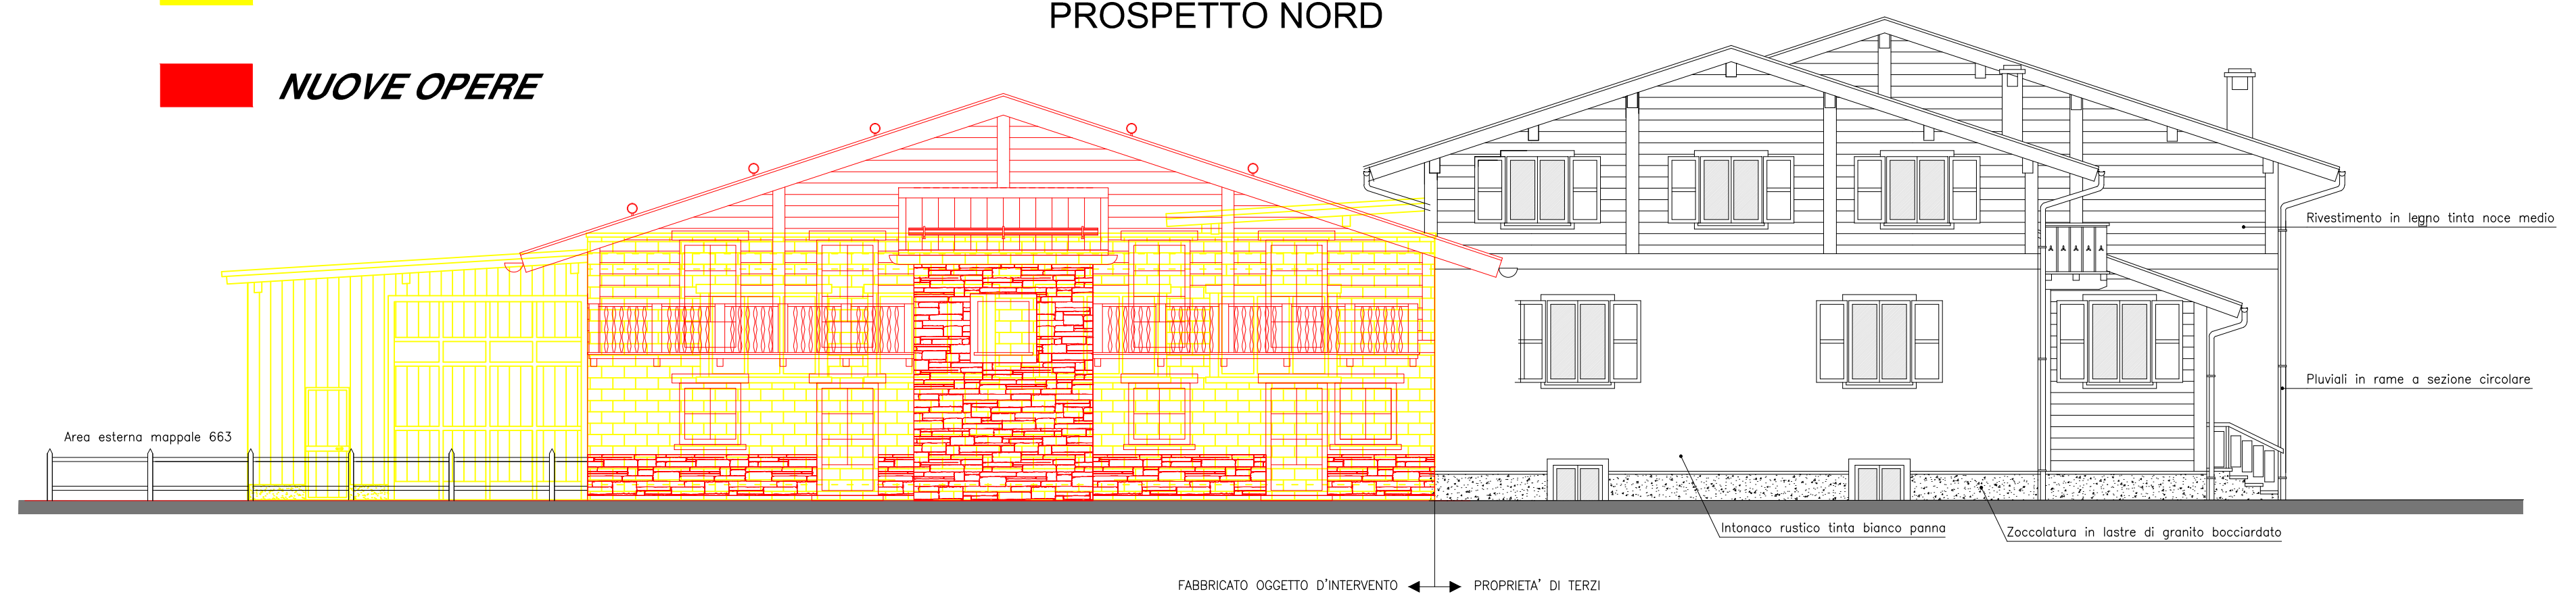 PROSPETTO NORD
NUOVE OPERE
Rivestimento in legno tinta noce medio
Pluviali in rame a sezione circolare
Area esterna mappale 663
Intonaco rustico tinta bianco panna
Zoccolatura in lastre di granito bocciardato
FABBRICATO OGGETTO D'INTERVENTO
PROPRIETA' DI TERZI